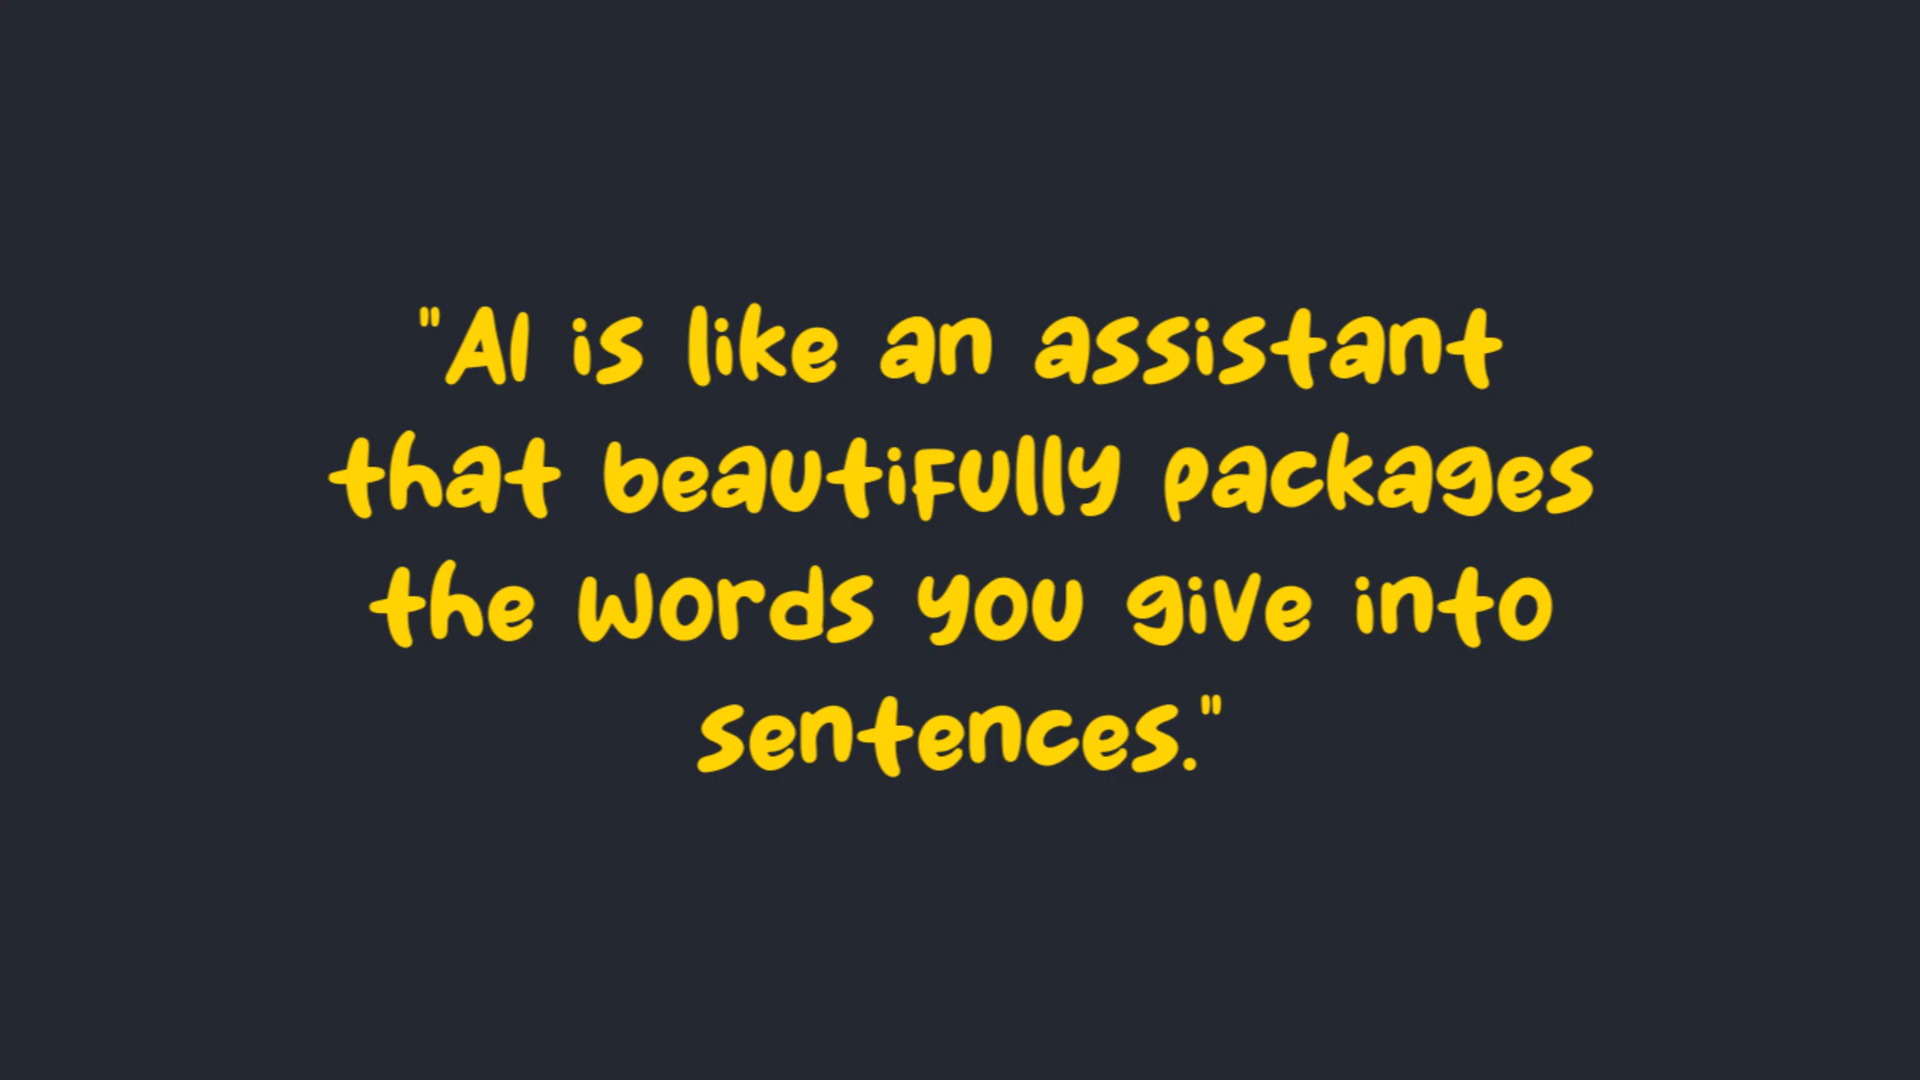 "AI is like an assistant
that beautifully packages
the words you give into
sentences."